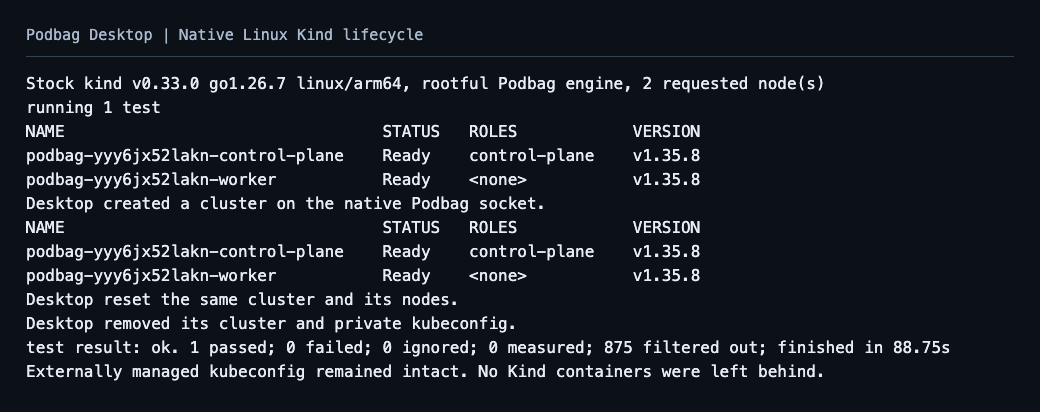 Podbag Desktop | Native Linux Kind lifecycle
Stock kind v0.33.0 go1.26.7 linux/arm64, rootful Podbag engine, 2 requested node(s)
running 1 test
NAME STATUS ROLES VERSION
podbag-yyy6jx52lakn-control-plane Ready control-plane v1.35.8
podbag-yyy6jx52lakn-worker Ready <none> v1.35.8
Desktop created a cluster on the native Podbag socket.
NAME STATUS ROLES VERSION
podbag-yyy6jx52lakn-control-plane Ready control-plane v1.35.8
podbag-yyy6jx52lakn-worker Ready <none> v1.35.8
Desktop reset the same cluster and its nodes.
Desktop removed its cluster and private kubeconfig.
test result: ok. 1 passed; 0 failed; 0 ignored; 0 measured; 875 filtered out; finished in 88.75s
Externally managed kubeconfig remained intact. No Kind containers were left behind.